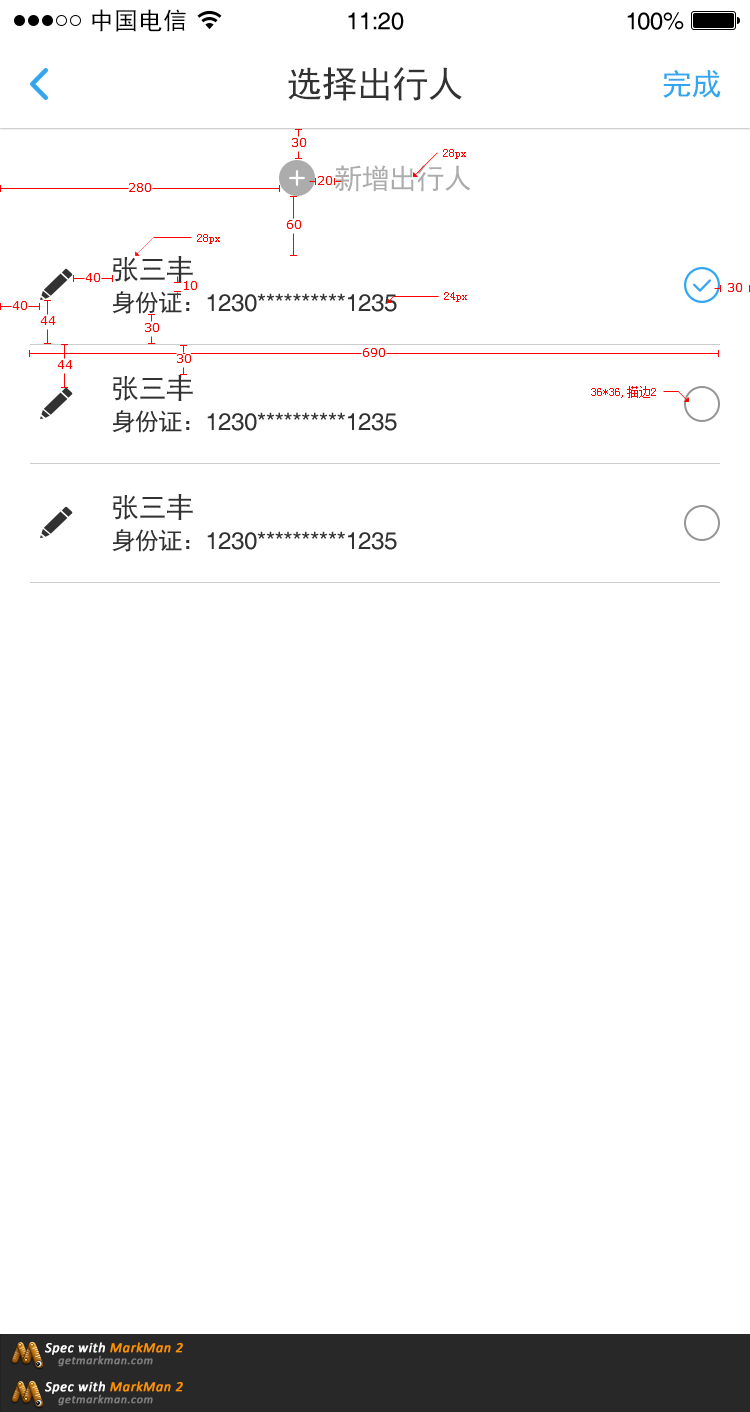 中国电信 11:20 100%
选择出行人 完成
30
28px
新增出行人
20
280
60
28px
张三丰
40
10
身份证：1230**********1235
24px
30
40
44
30
690
30
44
张三丰
36*36,描边2
身份证：1230**********1235
张三丰
身份证：1230**********1235
Spec with MarkMan 2
getmarkman.com
Spec with MarkMan 2
getmarkman.com